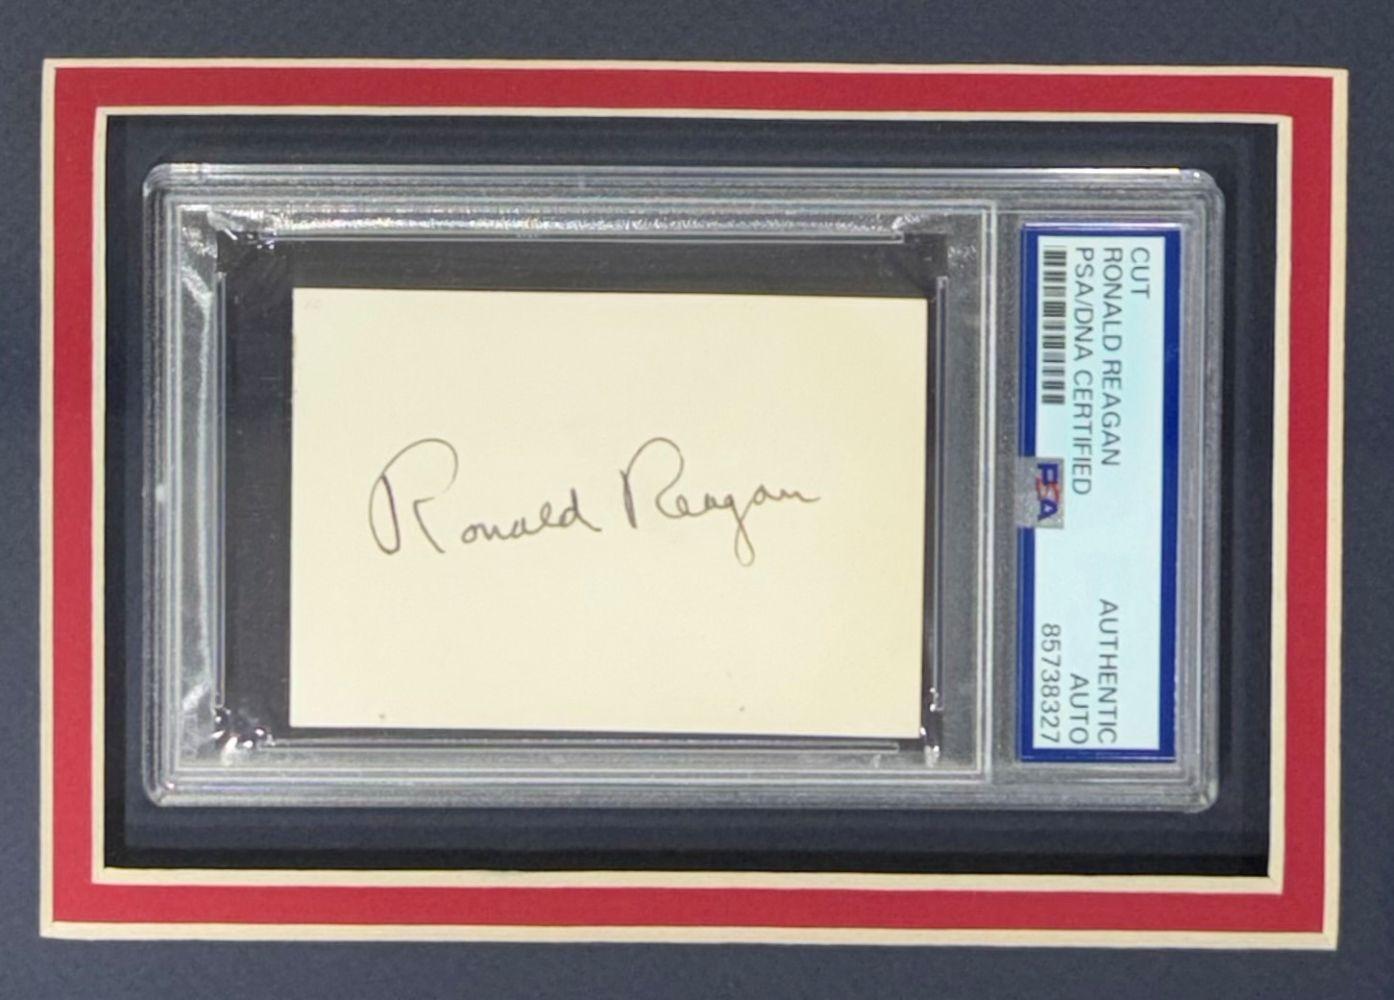 Ronald Reagan
CUT
RONALD REAGAN AUTHENTIC
PSA/DNA CERTIFIED AUTO
85738327
PSA